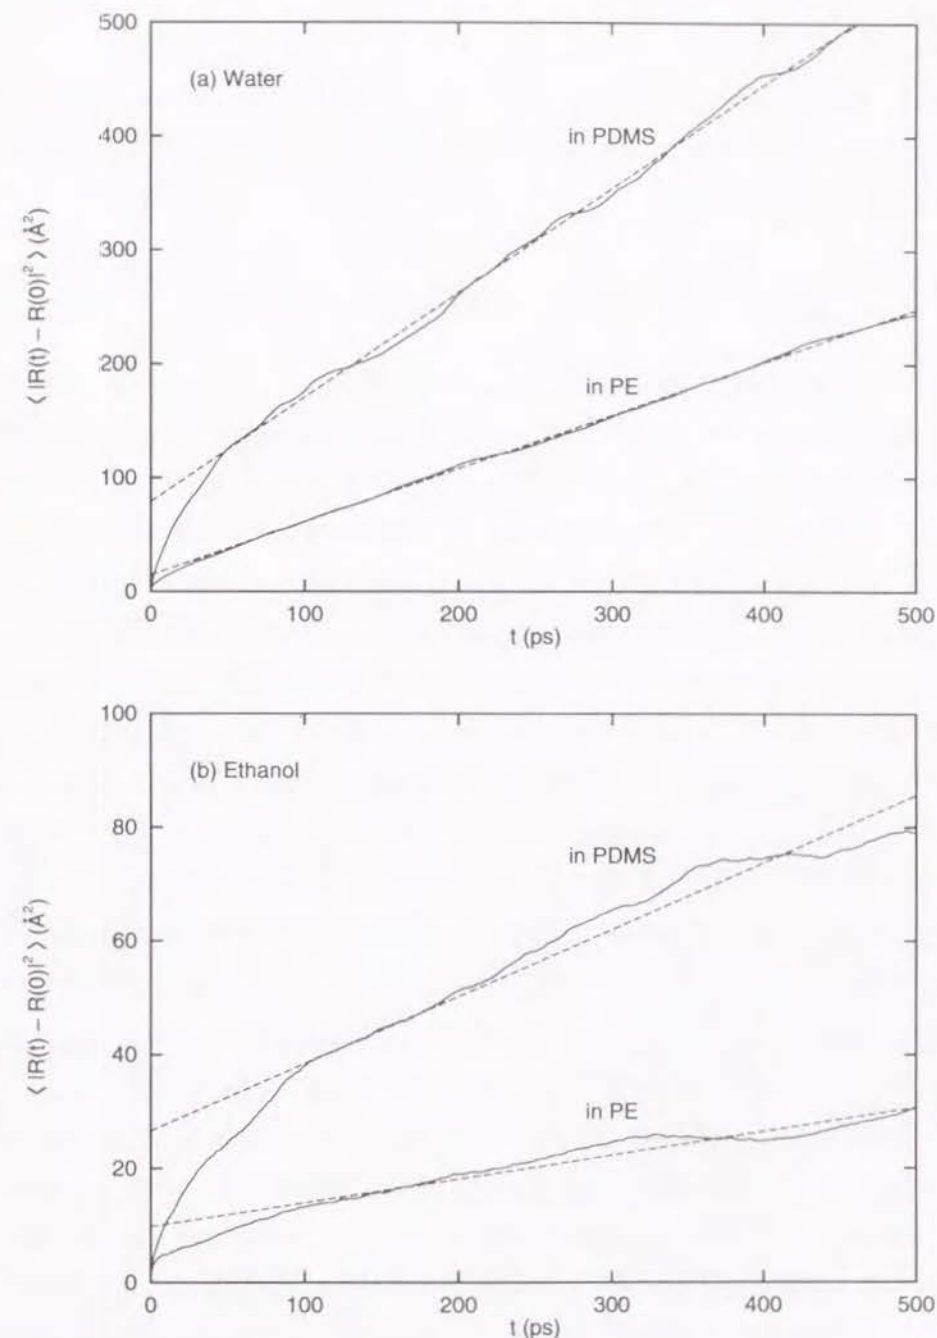 500
400
300
200
100
0
⟨ |R(t) − R(0)|² ⟩ (Å²)
(a) Water
in PDMS
in PE
0 100 200 300 400 500
t (ps)
100
80
60
40
20
0
⟨ |R(t) − R(0)|² ⟩ (Å²)
(b) Ethanol
in PDMS
in PE
0 100 200 300 400 500
t (ps)